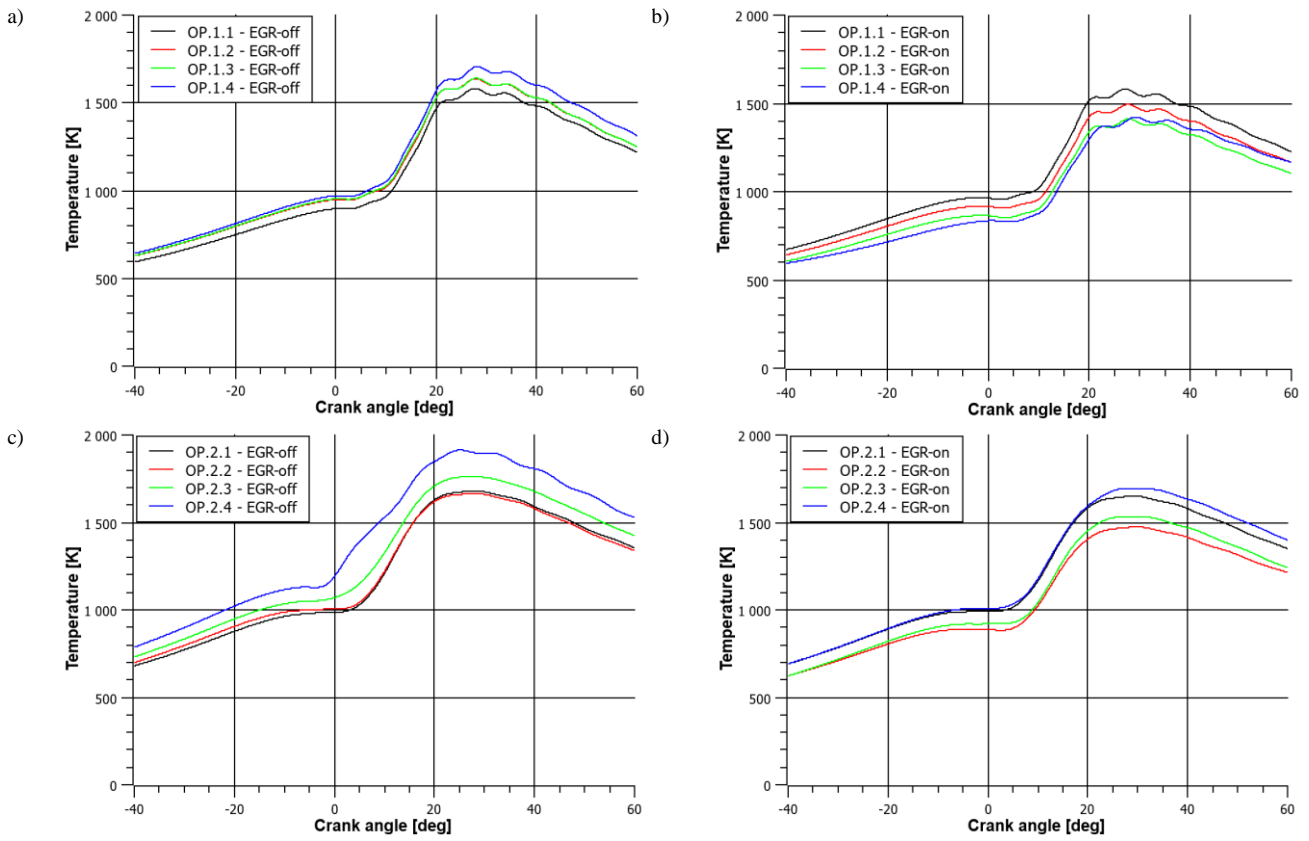 a)
2 000
1 500
1 000
500
0
Temperature [K]
OP.1.1 - EGR-off
OP.1.2 - EGR-off
OP.1.3 - EGR-off
OP.1.4 - EGR-off
-40 -20 0 20 40 60
Crank angle [deg]
b)
2 000
1 500
1 000
500
0
Temperature [K]
OP.1.1 - EGR-on
OP.1.2 - EGR-on
OP.1.3 - EGR-on
OP.1.4 - EGR-on
-40 -20 0 20 40 60
Crank angle [deg]
c)
2 000
1 500
1 000
500
0
Temperature [K]
OP.2.1 - EGR-off
OP.2.2 - EGR-off
OP.2.3 - EGR-off
OP.2.4 - EGR-off
-40 -20 0 20 40 60
Crank angle [deg]
d)
2 000
1 500
1 000
500
0
Temperature [K]
OP.2.1 - EGR-on
OP.2.2 - EGR-on
OP.2.3 - EGR-on
OP.2.4 - EGR-on
-40 -20 0 20 40 60
Crank angle [deg]